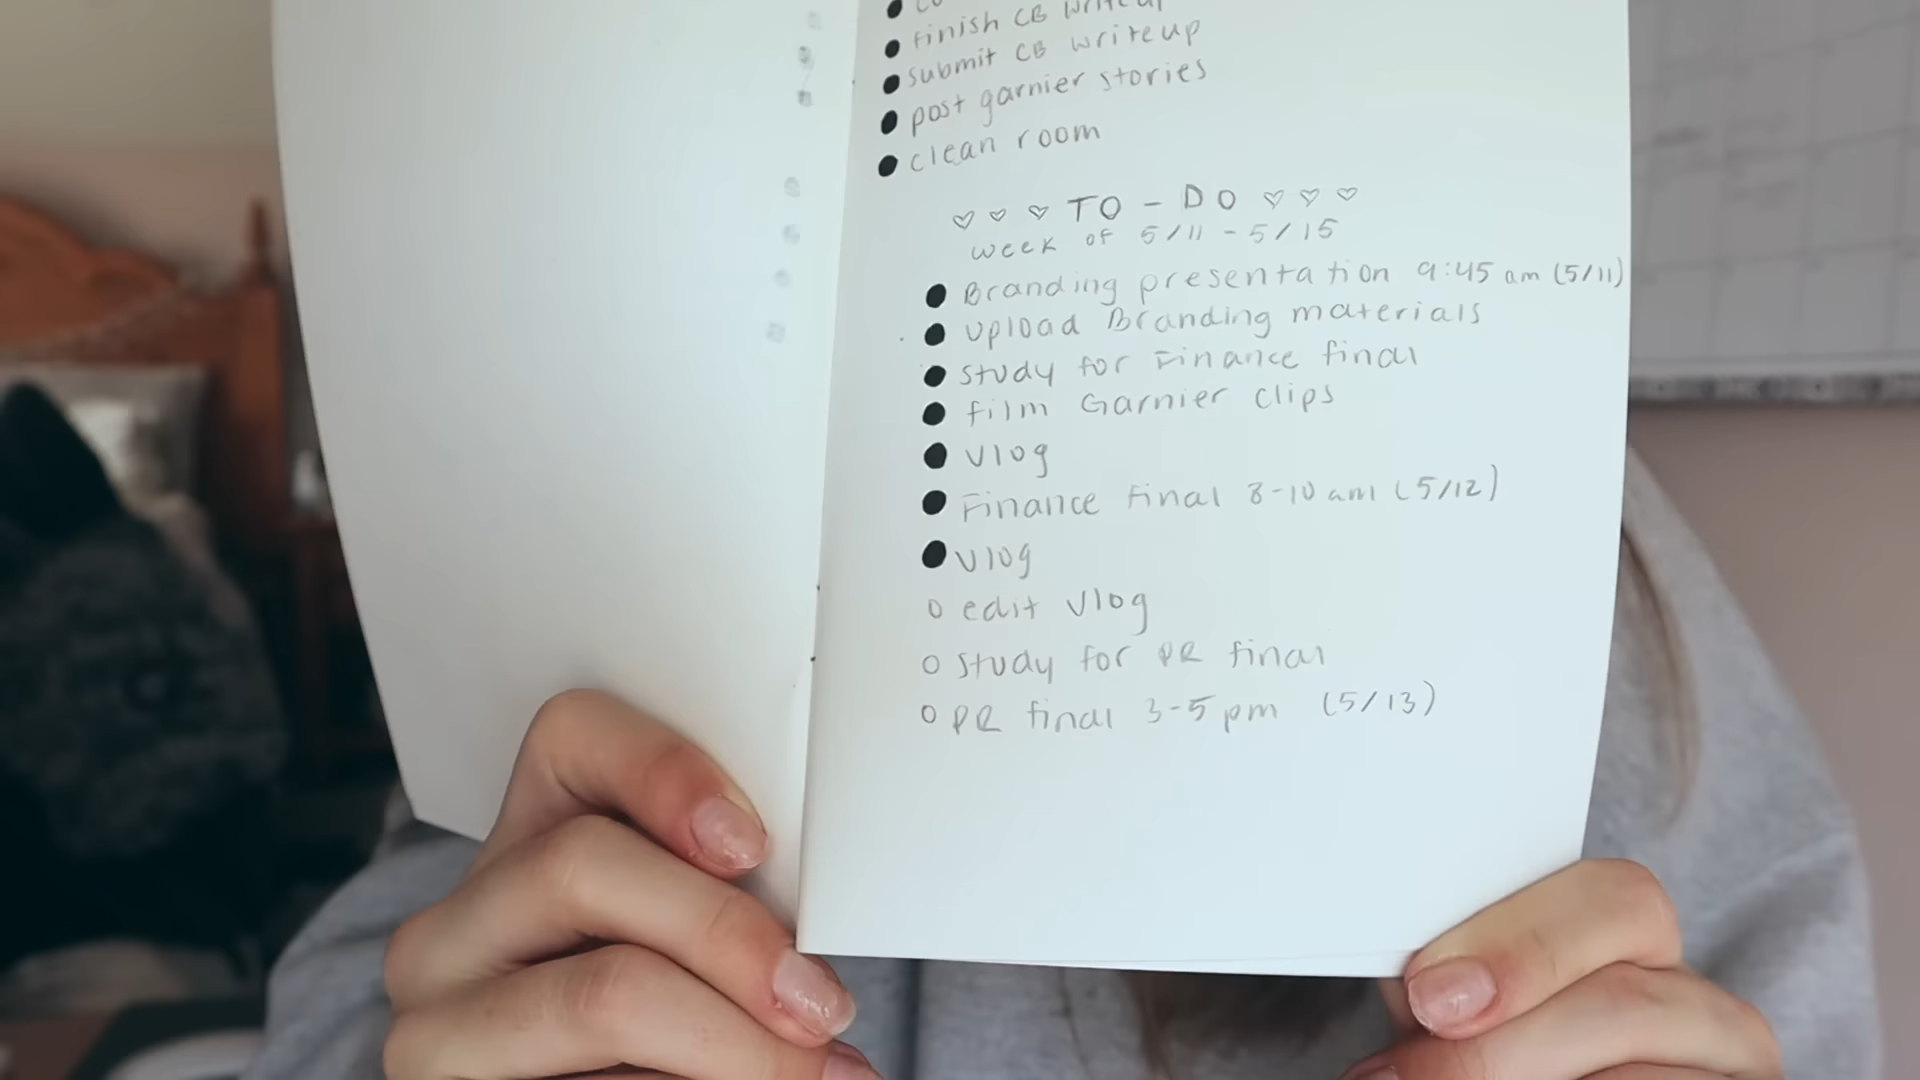 finish CB writeup
submit CB writeup
post garnier stories
clean room
♡ ♡ ♡ TO - DO ♡ ♡ ♡
week of 5/11 - 5/15
Branding presentation 9:45 am (5/11)
Upload Branding materials
Study for Finance final
film Garnier clips
Vlog
Finance Final 8-10 am (5/12)
Vlog
edit Vlog
Study for PR final
PR final 3-5 pm (5/13)